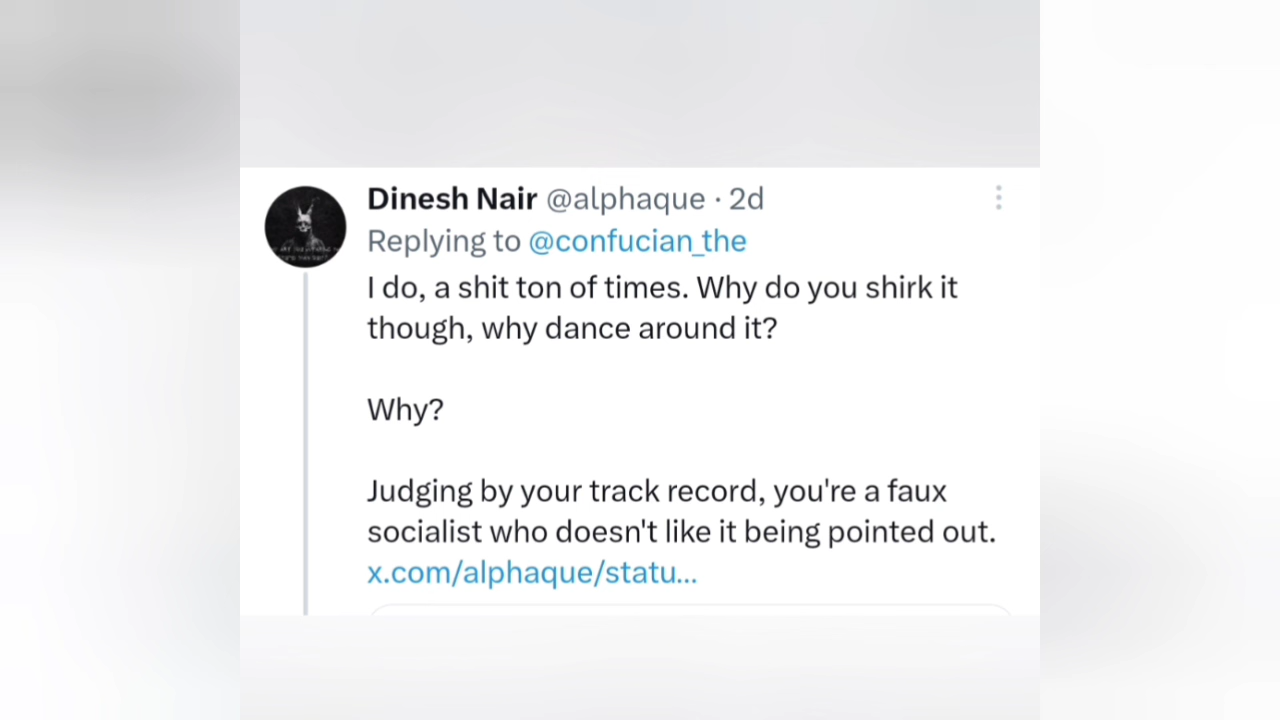 Dinesh Nair @alphaque · 2d
Replying to @confucian_the
I do, a shit ton of times. Why do you shirk it
though, why dance around it?
Why?
Judging by your track record, you're a faux
socialist who doesn't like it being pointed out.
x.com/alphaque/statu...